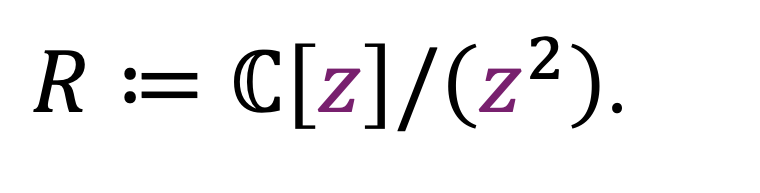 R := ℂ[z]/(z²).